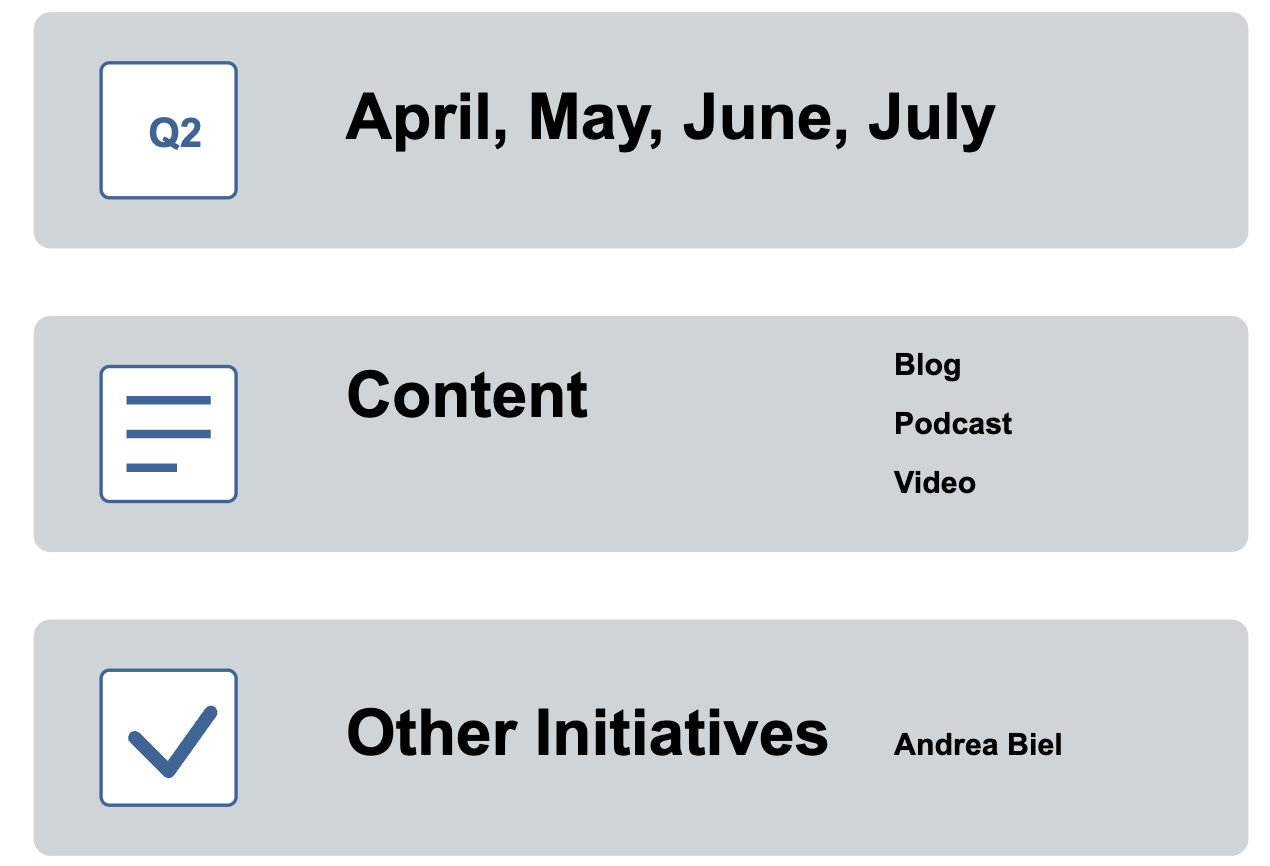 Q2
April, May, June, July
Content
Blog
Podcast
Video
Other Initiatives
Andrea Biel